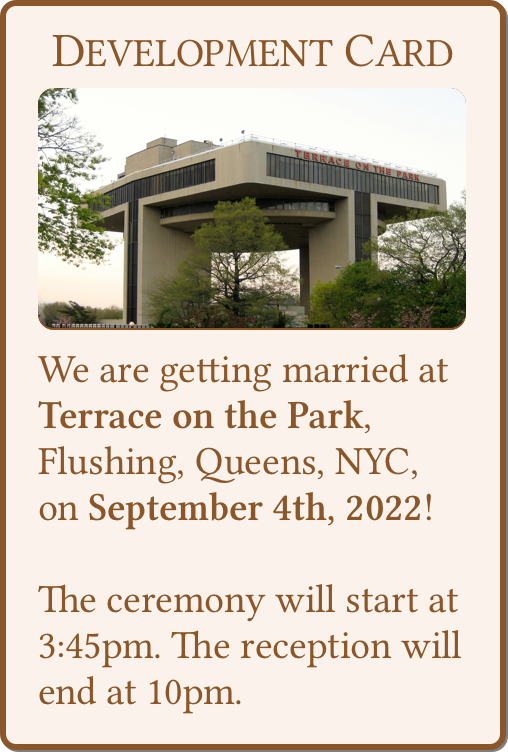 DEVELOPMENT CARD
TERRACE ON THE PARK
We are getting married at
Terrace on the Park,
Flushing, Queens, NYC,
on September 4th, 2022!
The ceremony will start at
3:45pm. The reception will
end at 10pm.